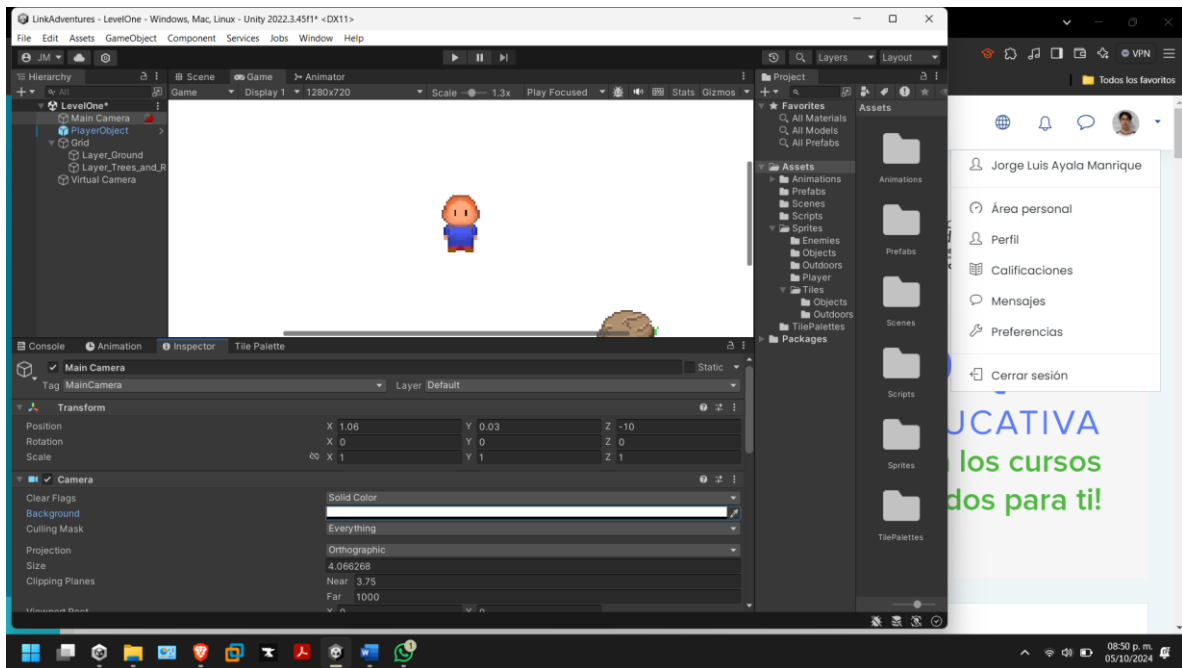 LinkAdventures - LevelOne - Windows, Mac, Linux - Unity 2022.3.45f1* <DX11>
File Edit Assets GameObject Component Services Jobs Window Help
JM Layers Layout
Hierarchy
All
LevelOne*
Main Camera
PlayerObject
Grid
Layer_Ground
Layer_Trees_and_R
Virtual Camera
Scene Game Animator
Game Display 1 1280x720 Scale 1.3x Play Focused Stats Gizmos
Project
Favorites
All Materials
All Models
All Prefabs
Assets
Animations
Prefabs
Scenes
Scripts
Sprites
Enemies
Objects
Outdoors
Player
Tiles
Objects
Outdoors
TilePalettes
Packages
Assets
Animations
Prefabs
Scenes
Scripts
Sprites
TilePalettes
Console Animation Inspector Tile Palette
Main Camera Static
Tag MainCamera Layer Default
Transform
Position X 1.06 Y 0.03 Z -10
Rotation X 0 Y 0 Z 0
Scale X 1 Y 1 Z 1
Camera
Clear Flags Solid Color
Background
Culling Mask Everything
Projection Orthographic
Size 4.066268
Clipping Planes Near 3.75
Far 1000
Viewport Rect X 0 Y 0
VPN
Todos los favoritos
Jorge Luis Ayala Manrique
Área personal
Perfil
Calificaciones
Mensajes
Preferencias
Cerrar sesión
UCATIVA
los cursos
dos para ti!
08:50 p. m.
05/10/2024